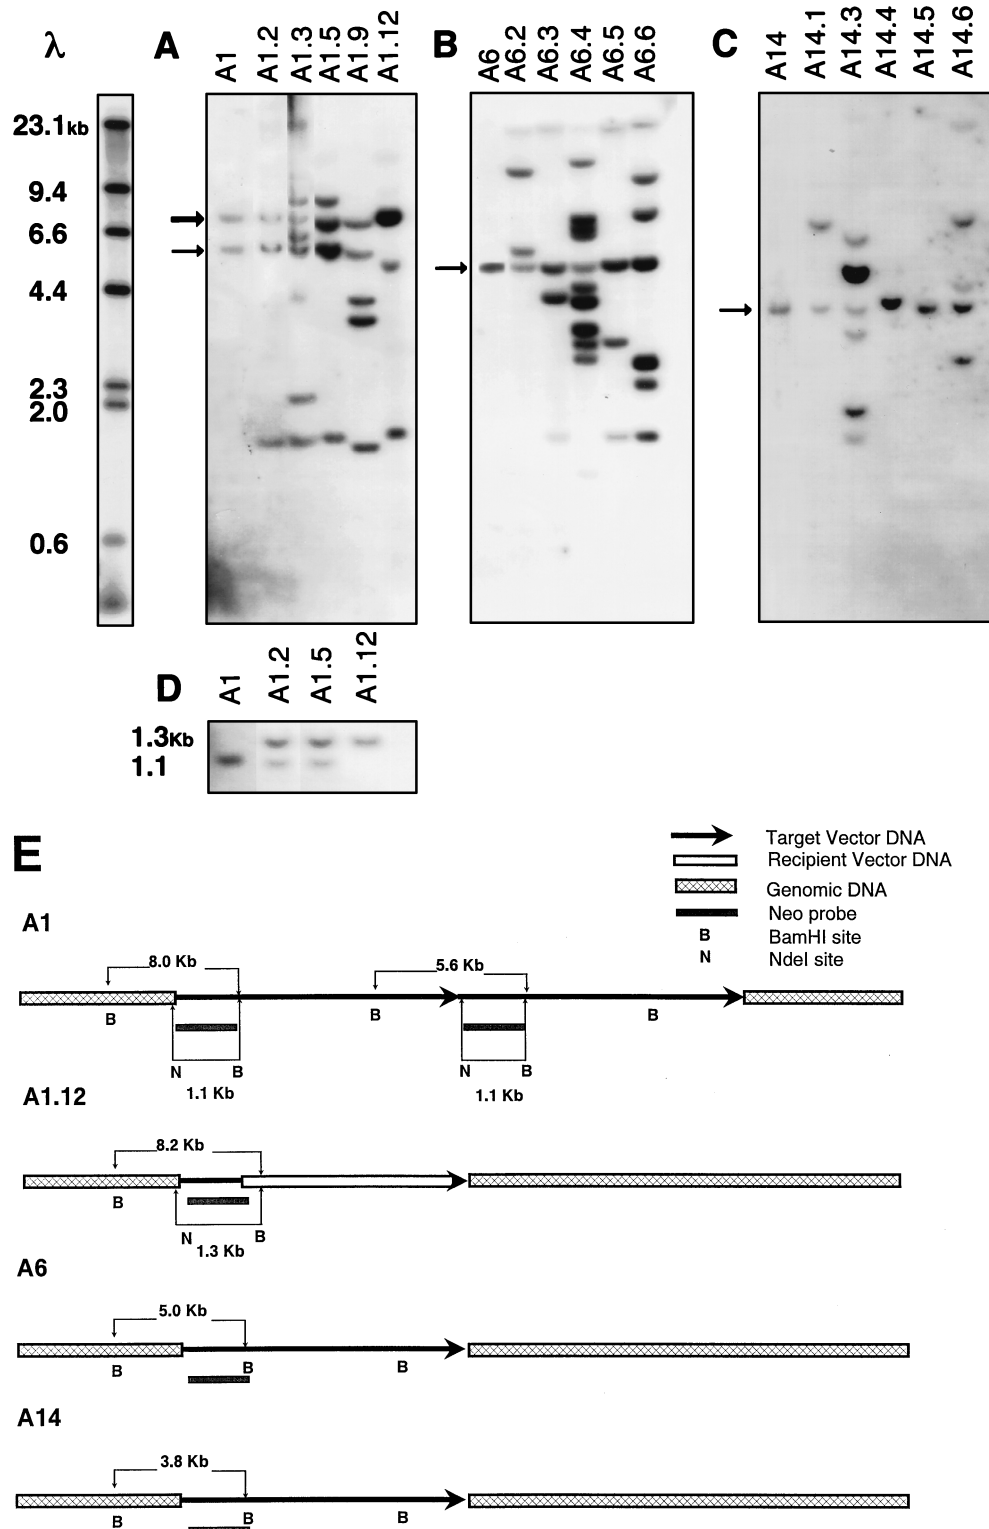 λ
23.1kb
9.4
6.6
4.4
2.3
2.0
0.6
A
A1
A1.2
A1.3
A1.5
A1.9
A1.12
B
A6
A6.2
A6.3
A6.4
A6.5
A6.6
C
A14
A14.1
A14.3
A14.4
A14.5
A14.6
D
A1
A1.2
A1.5
A1.12
1.3Kb
1.1
E
Target Vector DNA
Recipient Vector DNA
Genomic DNA
Neo probe
B BamHI site
N NdeI site
A1
8.0 Kb 5.6 Kb
B B B
N B N B
1.1 Kb 1.1 Kb
A1.12
8.2 Kb
B
N B
1.3 Kb
A6
5.0 Kb
B B B
A14
3.8 Kb
B B B